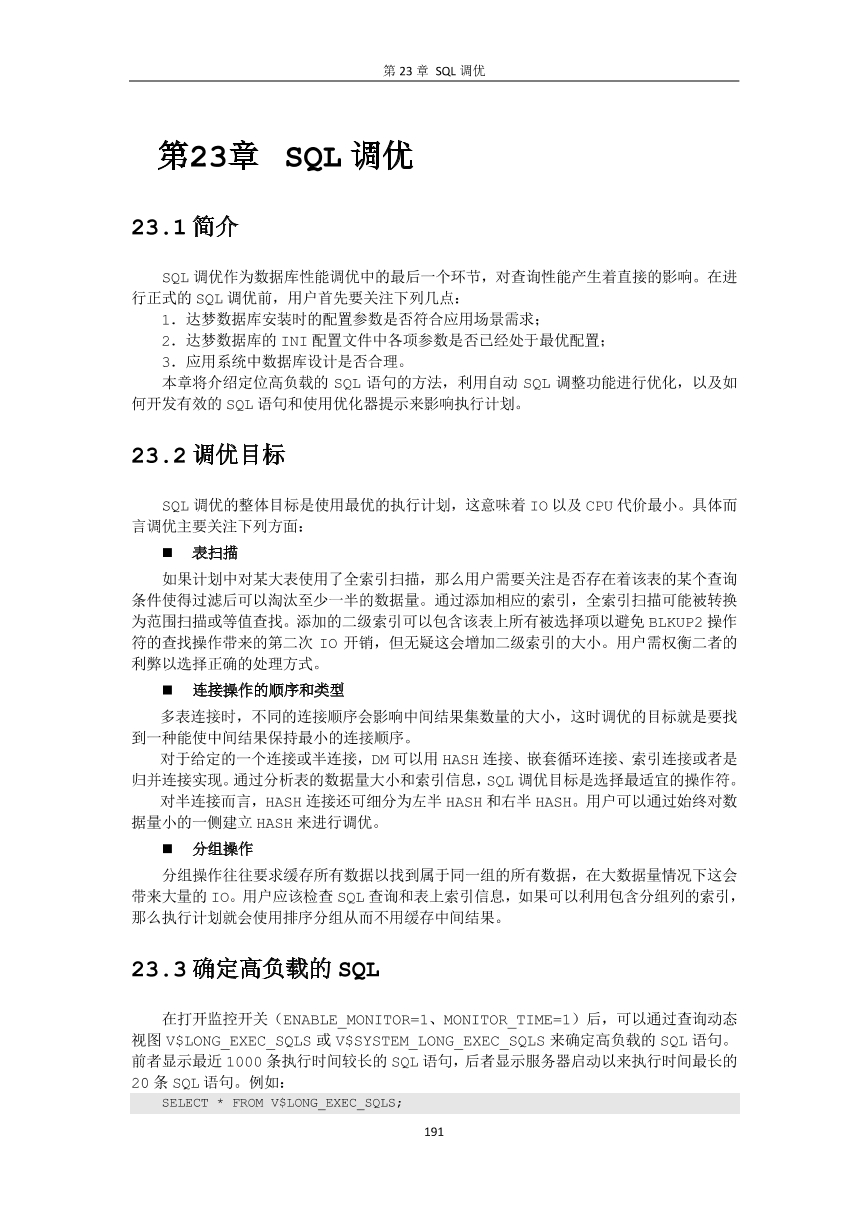 第 23 章 SQL 调优
第23章 SQL 调优
23.1 简介
SQL 调优作为数据库性能调优中的最后一个环节，对查询性能产生着直接的影响。在进
行正式的 SQL 调优前，用户首先要关注下列几点：
1．达梦数据库安装时的配置参数是否符合应用场景需求；
2．达梦数据库的 INI 配置文件中各项参数是否已经处于最优配置；
3．应用系统中数据库设计是否合理。
本章将介绍定位高负载的 SQL 语句的方法，利用自动 SQL 调整功能进行优化，以及如
何开发有效的 SQL 语句和使用优化器提示来影响执行计划。
23.2 调优目标
SQL 调优的整体目标是使用最优的执行计划，这意味着 IO 以及 CPU 代价最小。具体而
言调优主要关注下列方面：
■ 表扫描
如果计划中对某大表使用了全索引扫描，那么用户需要关注是否存在着该表的某个查询
条件使得过滤后可以淘汰至少一半的数据量。通过添加相应的索引，全索引扫描可能被转换
为范围扫描或等值查找。添加的二级索引可以包含该表上所有被选择项以避免 BLKUP2 操作
符的查找操作带来的第二次 IO 开销，但无疑这会增加二级索引的大小。用户需权衡二者的
利弊以选择正确的处理方式。
■ 连接操作的顺序和类型
多表连接时，不同的连接顺序会影响中间结果集数量的大小，这时调优的目标就是要找
到一种能使中间结果保持最小的连接顺序。
对于给定的一个连接或半连接，DM 可以用 HASH 连接、嵌套循环连接、索引连接或者是
归并连接实现。通过分析表的数据量大小和索引信息，SQL 调优目标是选择最适宜的操作符。
对半连接而言，HASH 连接还可细分为左半 HASH 和右半 HASH。用户可以通过始终对数
据量小的一侧建立 HASH 来进行调优。
■ 分组操作
分组操作往往要求缓存所有数据以找到属于同一组的所有数据，在大数据量情况下这会
带来大量的 IO。用户应该检查 SQL 查询和表上索引信息，如果可以利用包含分组列的索引，
那么执行计划就会使用排序分组从而不用缓存中间结果。
23.3 确定高负载的 SQL
在打开监控开关（ENABLE_MONITOR=1、MONITOR_TIME=1）后，可以通过查询动态
视图 V$LONG_EXEC_SQLS 或 V$SYSTEM_LONG_EXEC_SQLS 来确定高负载的 SQL 语句。
前者显示最近 1000 条执行时间较长的 SQL 语句，后者显示服务器启动以来执行时间最长的
20 条 SQL 语句。例如：
SELECT * FROM V$LONG_EXEC_SQLS;
191